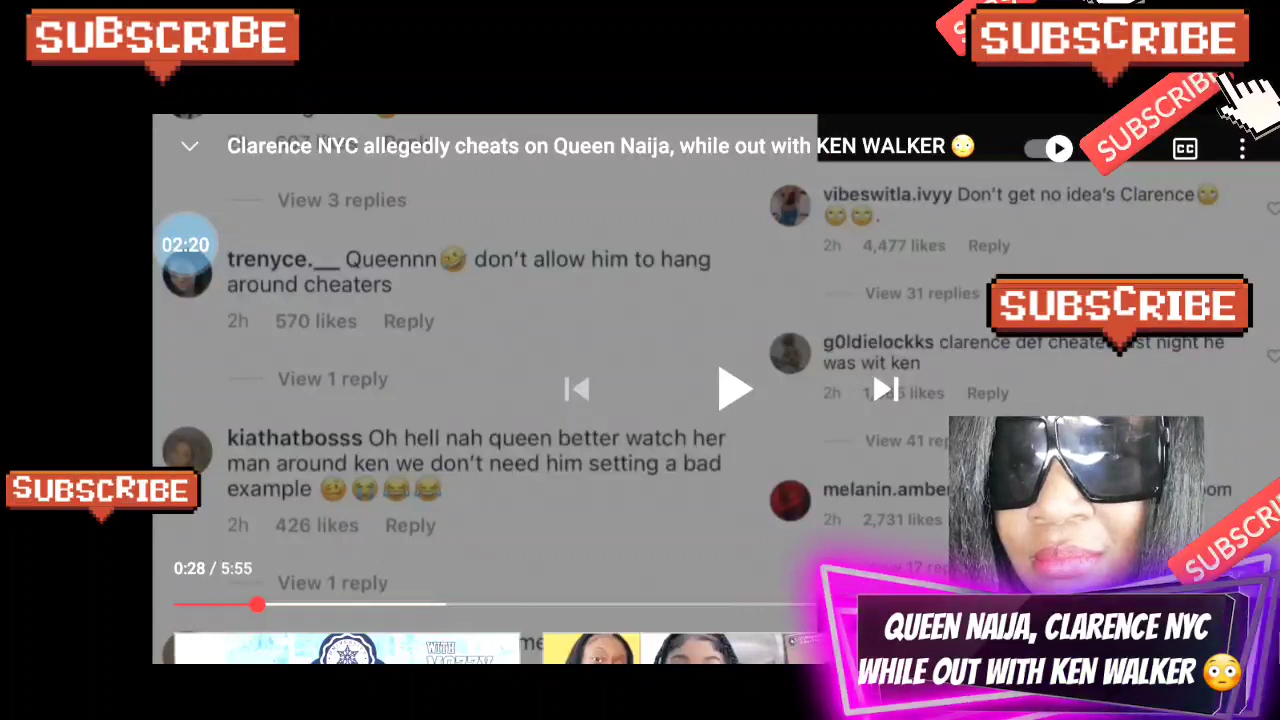 SUBSCRIBE
SUBSCRIBE
SUBSCRIBE
Clarence NYC allegedly cheats on Queen Naija, while out with KEN WALKER 😳
CC
View 3 replies
02:20
trenyce.__ Queennn🤣 don't allow him to hang
around cheaters
2h 570 likes Reply
View 1 reply
kiathatbosss Oh hell nah queen better watch her
man around ken we don't need him setting a bad
example 🤕😭😂😂
2h 426 likes Reply
View 1 reply
0:28 / 5:55
vibeswitla.ivyy Don't get no idea's Clarence🙄
🙄🙄.
2h 4,477 likes Reply
View 31 replies
SUBSCRIBE
g0ldielockks clarence def night he
was wit ken
2h likes Reply
View 41
2h 2,731 likes
SUBSCRIBE
SUBSCRIBE
WITH
QUEEN NAIJA, CLARENCE NYC
WHILE OUT WITH KEN WALKER 😳